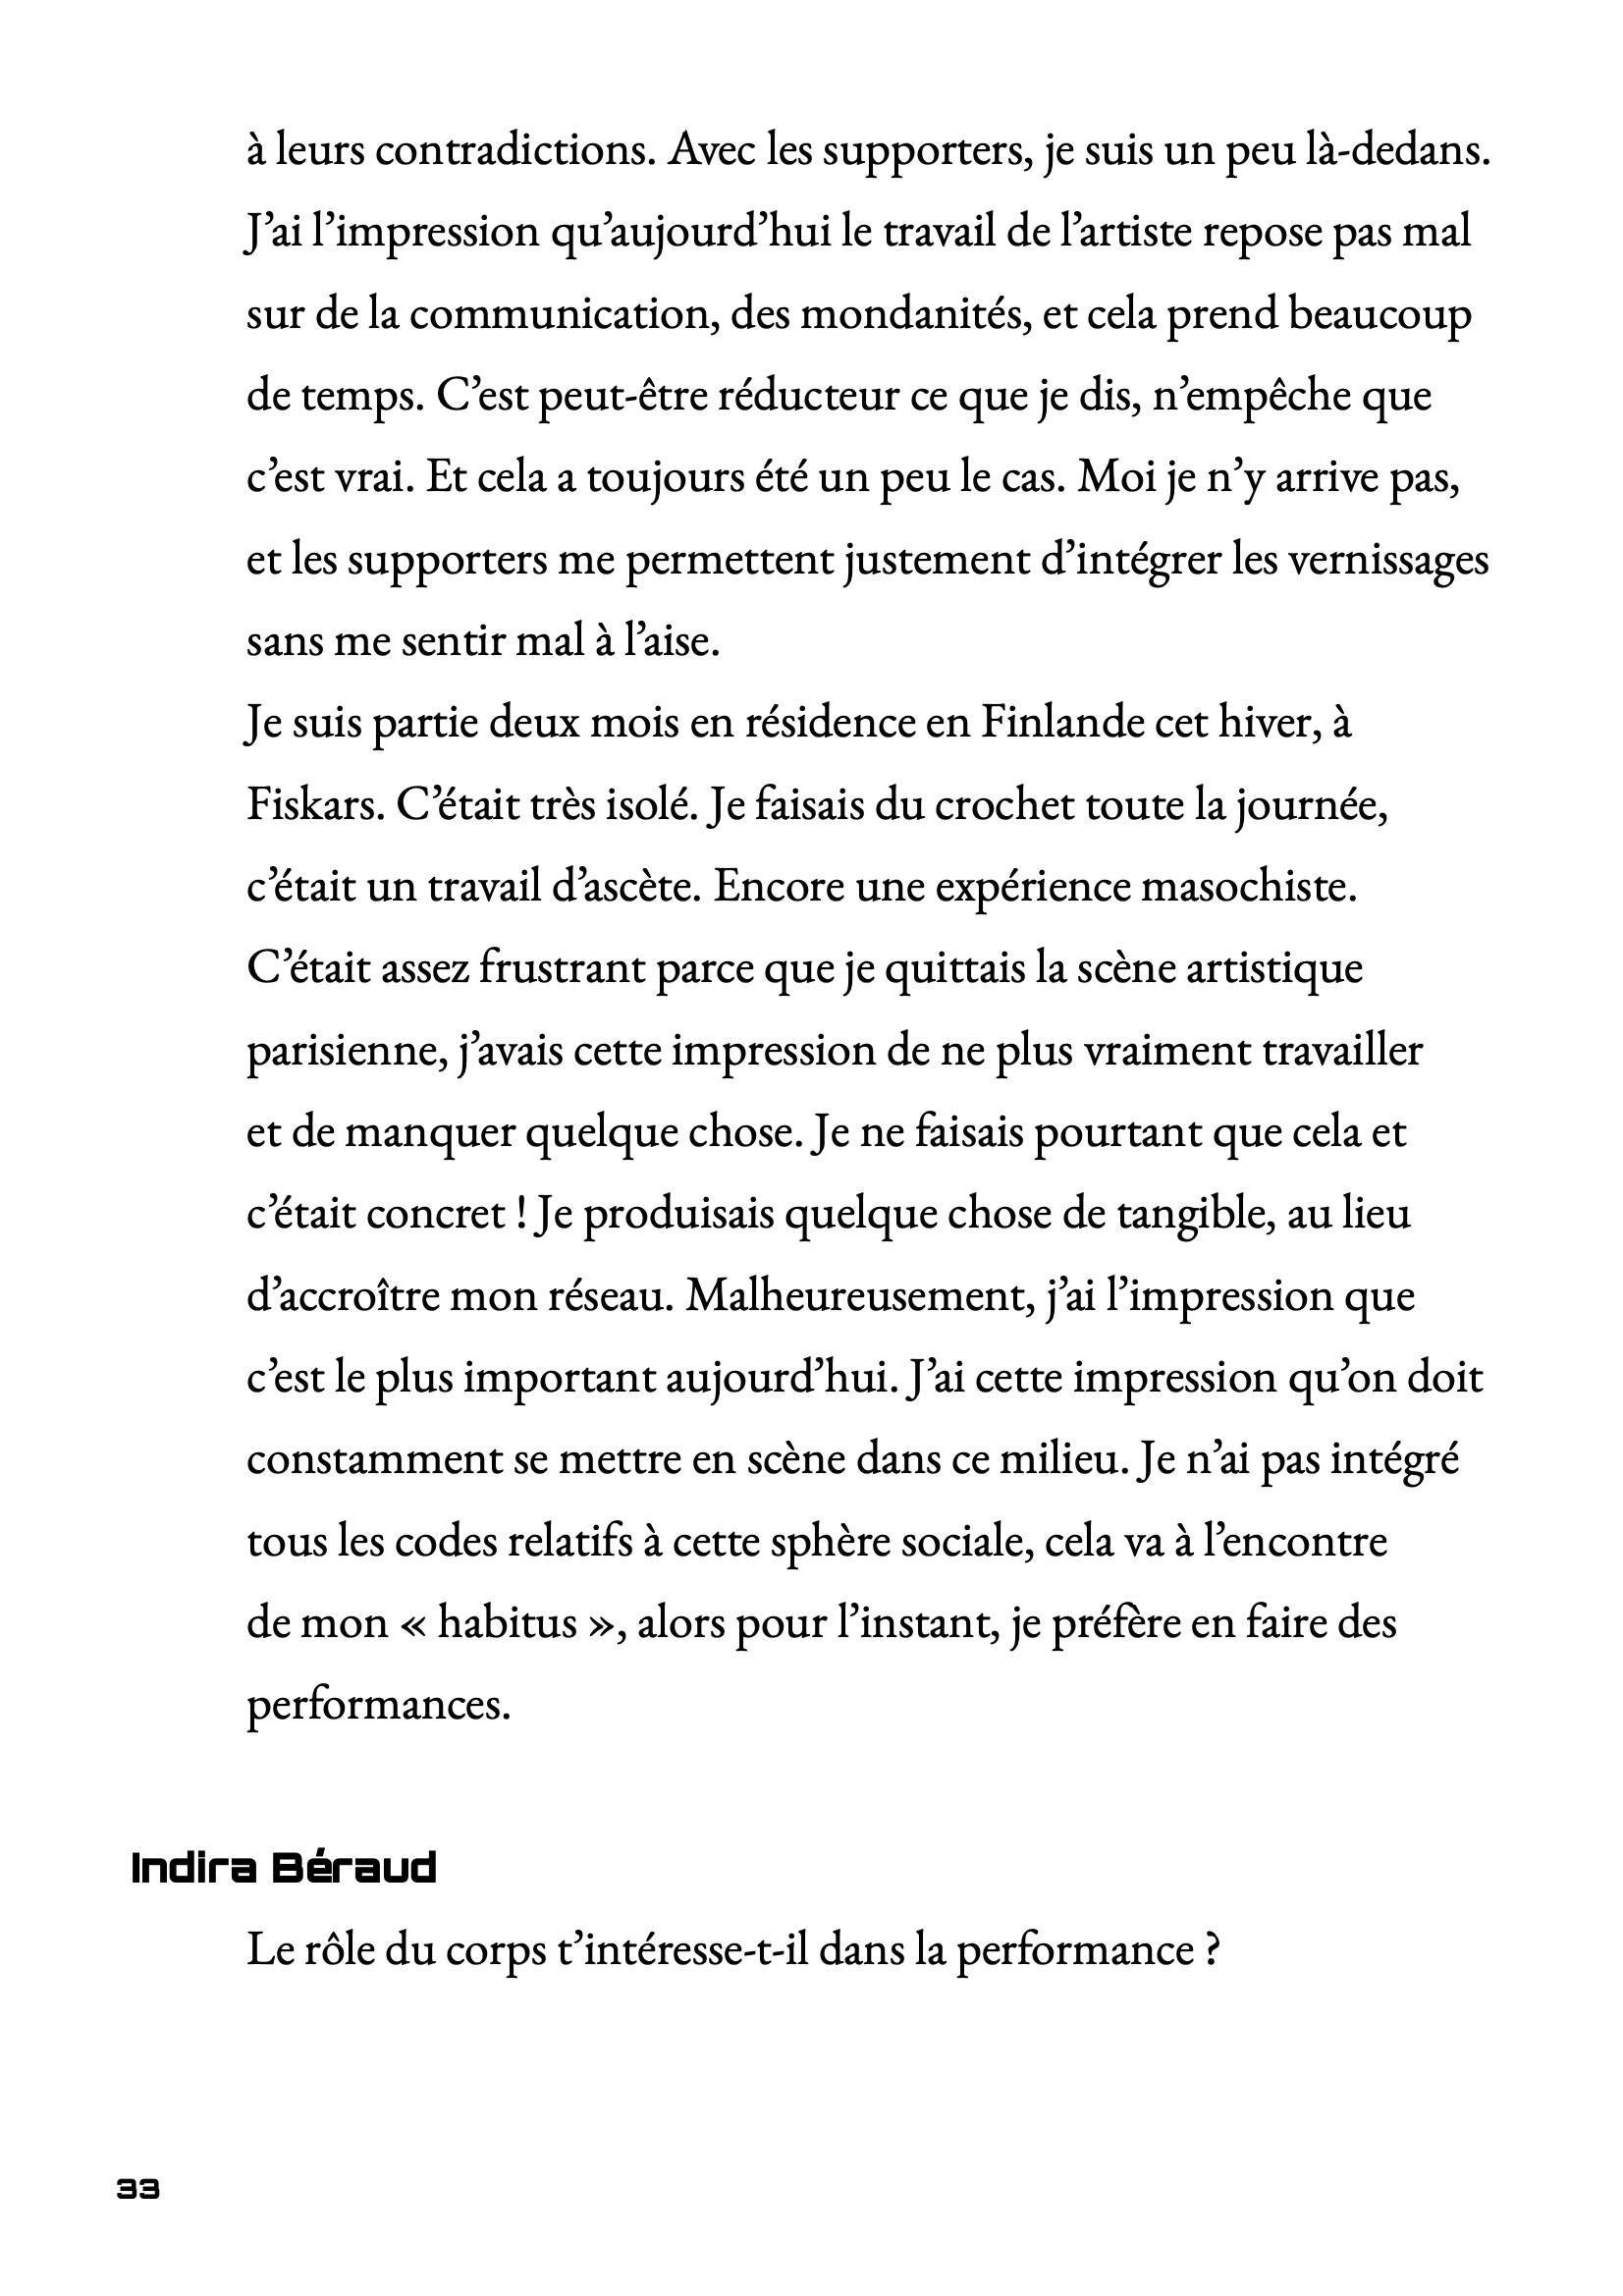 à leurs contradictions. Avec les supporters, je suis un peu là-dedans.
J’ai l’impression qu’aujourd’hui le travail de l’artiste repose pas mal
sur de la communication, des mondanités, et cela prend beaucoup
de temps. C’est peut-être réducteur ce que je dis, n’empêche que
c’est vrai. Et cela a toujours été un peu le cas. Moi je n’y arrive pas,
et les supporters me permettent justement d’intégrer les vernissages
sans me sentir mal à l’aise.
Je suis partie deux mois en résidence en Finlande cet hiver, à
Fiskars. C’était très isolé. Je faisais du crochet toute la journée,
c’était un travail d’ascète. Encore une expérience masochiste.
C’était assez frustrant parce que je quittais la scène artistique
parisienne, j’avais cette impression de ne plus vraiment travailler
et de manquer quelque chose. Je ne faisais pourtant que cela et
c’était concret ! Je produisais quelque chose de tangible, au lieu
d’accroître mon réseau. Malheureusement, j’ai l’impression que
c’est le plus important aujourd’hui. J’ai cette impression qu’on doit
constamment se mettre en scène dans ce milieu. Je n’ai pas intégré
tous les codes relatifs à cette sphère sociale, cela va à l’encontre
de mon « habitus », alors pour l’instant, je préfère en faire des
performances.
Indira Béraud
Le rôle du corps t’intéresse-t-il dans la performance ?
33